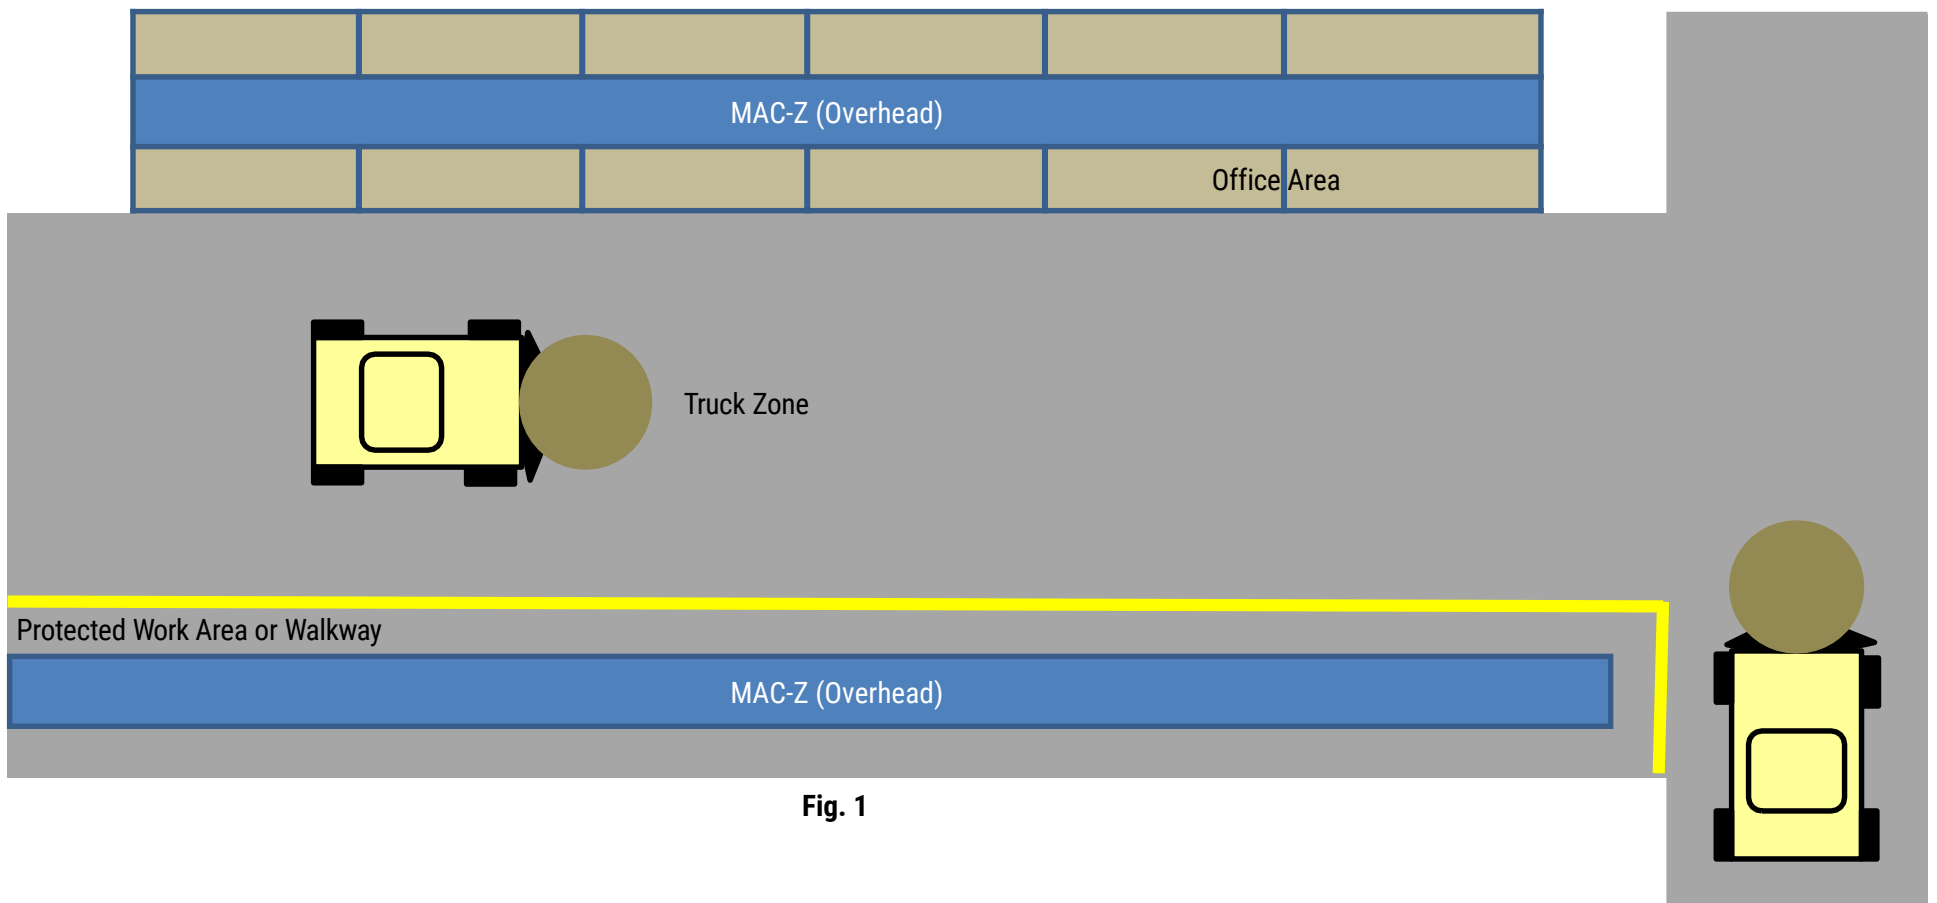 MAC-Z (Overhead)
Office Area
Truck Zone
Protected Work Area or Walkway
MAC-Z (Overhead)
Fig. 1